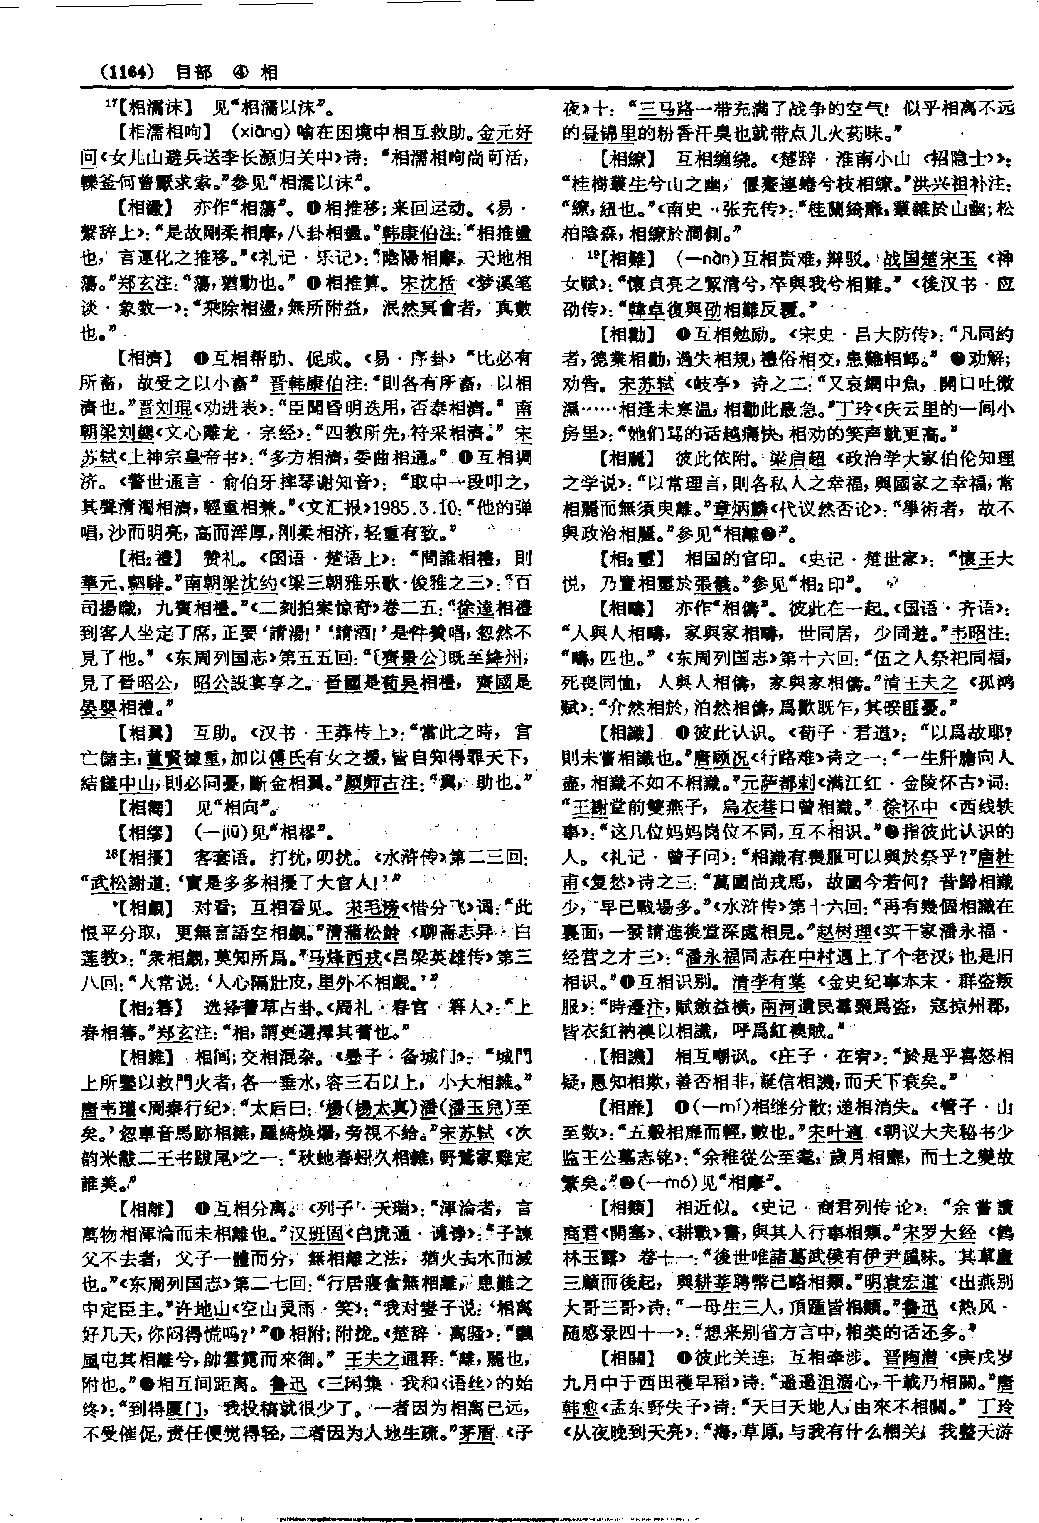 (1164) 目部 ④ 相
17【相濡沫】 见“相濡以沫”。
【相濡相呴】 (xiāng) 喻在困境中相互救助。金元好
问《女儿山避兵送李长源归关中》诗：“相濡相呴尚可活，
轑釜何曾厭求索。”参见“相濡以沫”。
【相盪】 亦作“相荡”。❶相推移；来回运动。《易·
繫辞上》：“是故刚柔相摩，八卦相盪。”韩康伯注：“相推盪
也，言運化之推移。”《礼记·乐记》：“陰陽相摩，天地相
蕩。”郑玄注：“蕩，猶動也。” ❷相推算。宋沈括《梦溪笔
谈·象数一》：“乘除相盪，無所附益，泯然冥會者，真數
也。”
【相濟】 ❶互相帮助、促成。《易·序卦》“比必有
所畜，故受之以小畜”晋韩康伯注：“則各有所畜，以相
濟也。”晋刘琨《劝进表》：“臣聞昏明迭用，否泰相濟。” 南
朝梁刘勰《文心雕龙·宗经》：“四教所先，符采相濟。” 宋
苏轼《上神宗皇帝书》：“多方相濟，委曲相通。” ❷互相调
济。《警世通言·俞伯牙摔琴谢知音》：“取中一段叩之，
其聲清濁相濟，輕重相兼。”《文汇报》1985.3.10：“他的弹
唱，沙而明亮，高而浑厚，刚柔相济，轻重有致。”
【相2禮】 赞礼。《国语·楚语上》：“問誰相禮，則
華元、駟騑。”南朝梁沈约《梁三朝雅乐歌·俊雅之三》：“百
司揚職，九賓相禮。”《二刻拍案惊奇》卷二五：“徐達相禮
到客人坐定了席，正要‘請湯！’‘請酒！’是件贊唱，忽然不
見了他。”《东周列国志》第五五回：“〔齊景公〕既至絳州，
見了晉昭公，昭公設宴享之。晉國是荀吳相禮，齊國是
晏嬰相禮。”
【相翼】 互助。《汉书·王莽传上》：“當此之時，宫
亡儲主，董賢據重，加以傅氏有女之援，皆自知得罪天下，
結讎中山，則必同憂，斷金相翼。”颜师古注：“翼，助也。”
【相嚮】 见“相向”。
【相繆】 (—jiū)见“相樛”。
18【相擾】 客套语。打扰，叨扰。《水浒传》第二三回：
“武松謝道：‘實是多多相擾了大官人！’”
【相覷】 对看；互相看见。宋毛滂《惜分飞》词：“此
恨平分取，更無言語空相覷。”清蒲松龄《聊斋志异·白
莲教》：“衆相覷，莫知所爲。”马烽西戎《吕梁英雄传》第三
八回：“人常说：‘人心隔肚皮，里外不相覷。’”
【相2簭】 选择蓍草占卦。《周礼·春官·簭人》：“上
春相簭。”郑玄注：“相，謂更選擇其蓍也。”
【相雜】 相间；交相混杂。《墨子·备城门》：“城門
上所鑿以救門火者，各一垂水，容三石以上，小大相雜。”
唐韦瓘《周秦行纪》：“太后曰：‘楊(楊太真)潘(潘玉兒)至
矣。’忽車音馬跡相雜，羅綺焕燿，旁視不給。”宋苏轼《次
韵米黻二王书跋尾》之一：“秋蛇春蚓久相雜，野鶩家雞定
誰美。”
【相離】 ❶互相分离。《列子·天瑞》：“渾淪者，言
萬物相渾淪而未相離也。”汉班固《白虎通·谏诤》：“子諫
父不去者，父子一體而分，無相離之法，猶火去木而滅
也。”《东周列国志》第二七回：“行居寢食無相離，患難之
中定臣主。”许地山《空山灵雨·笑》：“我对妻子说：‘相离
好几天，你闷得慌吗？’”❷相附；附拢。《楚辞·离骚》：“飄
風屯其相離兮，帥雲霓而來御。” 王夫之通释：“離，麗也，
附也。”❸相互间距离。鲁迅《三闲集·我和〈语丝〉的始
终》：“到得厦门，我投稿就很少了。一者因为相离已远，
不受催促，责任便觉得轻，二者因为人地生疏。”茅盾《子
夜》十：“三马路一带充满了战争的空气！似乎相离不远
的昼锦里的粉香汗臭也就带点儿火药味。”
【相繚】 互相缠绕。《楚辞·淮南小山〈招隐士〉》：
“桂樹叢生兮山之幽，偃蹇連蜷兮枝相繚。”洪兴祖补注：
“繚，紐也。”《南史·张充传》：“桂蘭綺靡，叢雜於山幽；松
柏陰森，相繚於澗側。”
19【相難】 (—nàn)互相责难，辩驳。战国楚宋玉《神
女赋》：“懷貞亮之絜清兮，卒與我兮相難。”《後汉书·应
劭传》：“韓卓復與劭相難反覆。”
【相勸】 ❶互相勉励。《宋史·吕大防传》：“凡同約
者，德業相勸，過失相規，禮俗相交，患難相卹。” ❷劝解；
劝告。宋苏轼《岐亭》诗之二：“又哀網中魚，開口吐微
濕……相逢未寒温，相勸此最急。”丁玲《庆云里的一间小
房里》：“她们骂的话越痛快，相劝的笑声就更高。”
【相麗】 彼此依附。梁启超《政治学大家伯伦知理
之学说》：“以常理言，則各私人之幸福，與國家之幸福，常
相麗而無須臾離。”章炳麟《代议然否论》：“學術者，故不
與政治相麗。”参见“相離❷”。
【相2璽】 相国的官印。《史记·楚世家》：“懷王大
悦，乃置相璽於張儀。”参见“相2印”。
【相疇】 亦作“相儔”。彼此在一起。《国语·齐语》：
“人與人相疇，家與家相疇，世同居，少同遊。”韦昭注：
“疇，匹也。”《东周列国志》第十六回：“伍之人祭祀同福，
死丧同恤，人與人相儔，家與家相儔。”清王夫之《孤鸿
赋》：“介然相於，泊然相儔，爲歡既乍，其暌匪憂。”
【相識】 ❶彼此认识。《荀子·君道》：“以爲故耶？
則未嘗相識也。”唐顾况《行路难》诗之一：“一生肝膽向人
盡，相識不如不相識。”元萨都剌《满江红·金陵怀古》词：
“王謝堂前雙燕子，烏衣巷口曾相識。” 徐怀中《西线轶
事》：“这几位妈妈岗位不同，互不相识。”❷指彼此认识的
人。《礼记·曾子问》：“相識有喪服可以與於祭乎？”唐杜
甫《复愁》诗之三：“萬國尚戎馬，故國今若何？昔歸相識
少，早已戰場多。”《水浒传》第十六回：“再有幾個相識在
裏面，一發請進後堂深處相見。”赵树理《实干家潘永福·
经营之才三》：“潘永福同志在中村遇上了个老汉，也是旧
相识。”❸互相识别。清李有棠《金史纪事本末·群盗叛
服》：“時遷汴，賦斂益横，兩河遺民羣聚爲盗，寇掠州郡，
皆衣紅衲襖以相識，呼爲紅襖賊。”
【相譏】 相互嘲讽。《庄子·在宥》：“於是乎喜怒相
疑，愚知相欺，善否相非，誕信相譏，而天下衰矣。”
【相靡】 ❶(—mí)相继分散；递相消失。《管子·山
至数》：“五穀相靡而輕，數也。”宋叶適《朝议大夫秘书少
监王公墓志铭》：“余稚從公至耄，歲月相靡，而士之變故
繁矣。”❷(—mó)见“相摩”。
【相類】 相近似。《史记·商君列传论》：“余嘗讀
商君《開塞》、《耕戰》書，與其人行事相類。”宋罗大经《鹤
林玉露》卷十一：“後世唯諸葛武侯有伊尹風味。其草廬
三顧而後起，與耕莘聘幣已略相類。”明袁宏道《出燕别
大哥三哥》诗：“一母生三人，頂踵皆相類。”鲁迅《热风·
随感录四十一》：“想来别省方言中，相类的话还多。”
【相關】 ❶彼此关连；互相牵涉。晋陶潜《庚戌岁
九月中于西田穫早稻》诗：“遥遥沮溺心，千載乃相關。”唐
韩愈《孟东野失子》诗：“天曰天地人，由來不相關。” 丁玲
《从夜晚到天亮》：“海，草原，与我有什么相关，我整天游